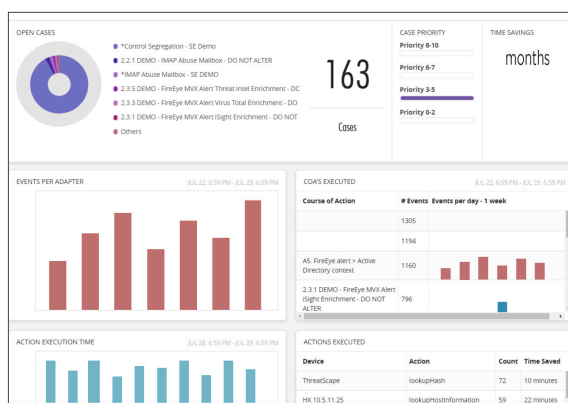 OPEN CASES
*Control Segregation - SE Demo
2.2.1 DEMO - IMAP Abuse Mailbox - DO NOT ALTER
*IMAP Abuse Mailbox - SE DEMO
2.3.5 DEMO - FireEye MVX Alert Threat Intel Enrichment - DC
2.3.3 DEMO - FireEye MVX Alert Virus Total Enrichment - DO
2.3.1 DEMO - FireEye MVX Alert iSight Enrichment - DO NOT
Others
163
Cases
CASE PRIORITY
Priority 8-10
Priority 6-7
Priority 3-5
Priority 0-2
TIME SAVINGS
months
EVENTS PER ADAPTER
JUL 22, 6:59 PM - JUL 29, 6:59 PM
COA'S EXECUTED
JUL 22, 6:59 PM - JUL 29, 6:59 PM
Course of Action # Events Events per day - 1 week
1305
1194
A5. FireEye alert > Active
Directory context
1160
2.3.1 DEMO - FireEye MVX Alert
iSight Enrichment - DO NOT
ALTER
796
ACTION EXECUTION TIME
JUL 28, 6:59 PM - JUL 29, 6:59 PM
ACTIONS EXECUTED
Device Action Count Time Saved
ThreatScape lookupHash 72 10 minutes
HX 10.5.11.25 lookupHostInformation 59 22 minutes